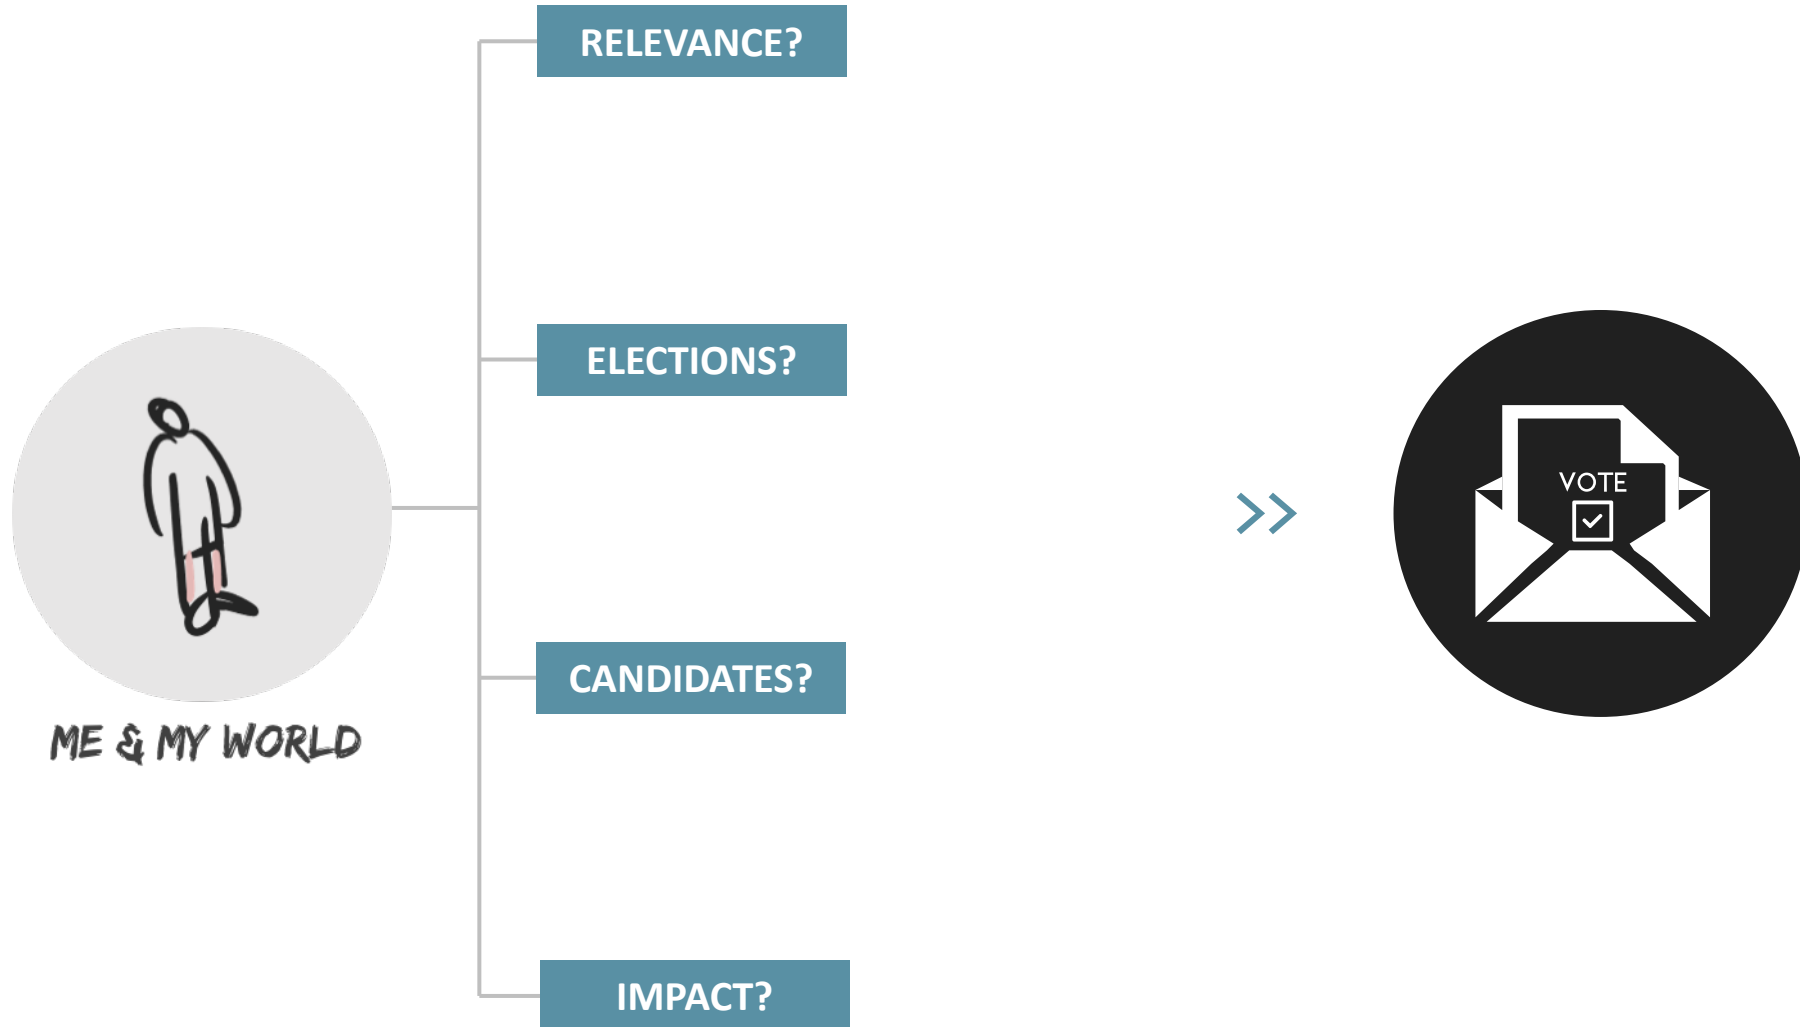 RELEVANCE?
ELECTIONS?
VOTE
CANDIDATES?
ME & MY WORLD
IMPACT?